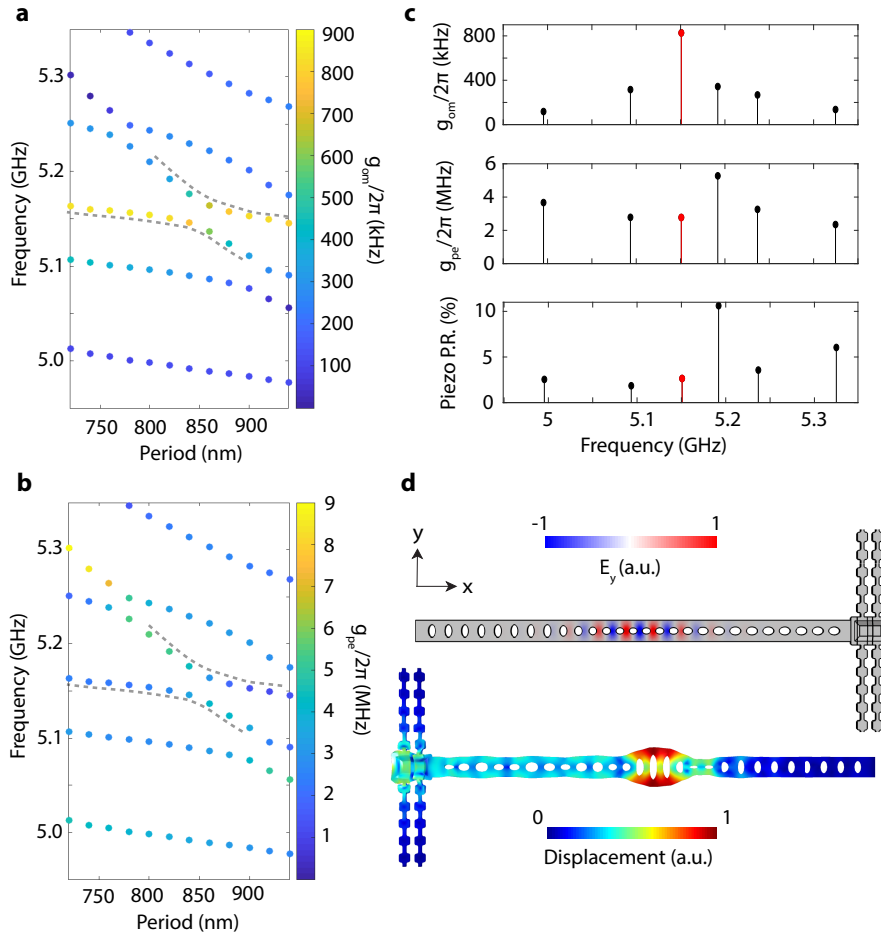 a
5.3
5.2
5.1
5.0
Frequency (GHz)
750
800
850
900
Period (nm)
900
800
700
600
500
400
300
200
100
g_om/2π (kHz)
c
800
400
0
g_om/2π (kHz)
6
4
2
0
g_pe/2π (MHz)
10
5
0
Piezo P.R. (%)
5
5.1
5.2
5.3
Frequency (GHz)
b
5.3
5.2
5.1
5.0
Frequency (GHz)
750
800
850
900
Period (nm)
9
8
7
6
5
4
3
2
1
g_pe/2π (MHz)
d
-1
1
E_y (a.u.)
y
x
0
1
Displacement (a.u.)